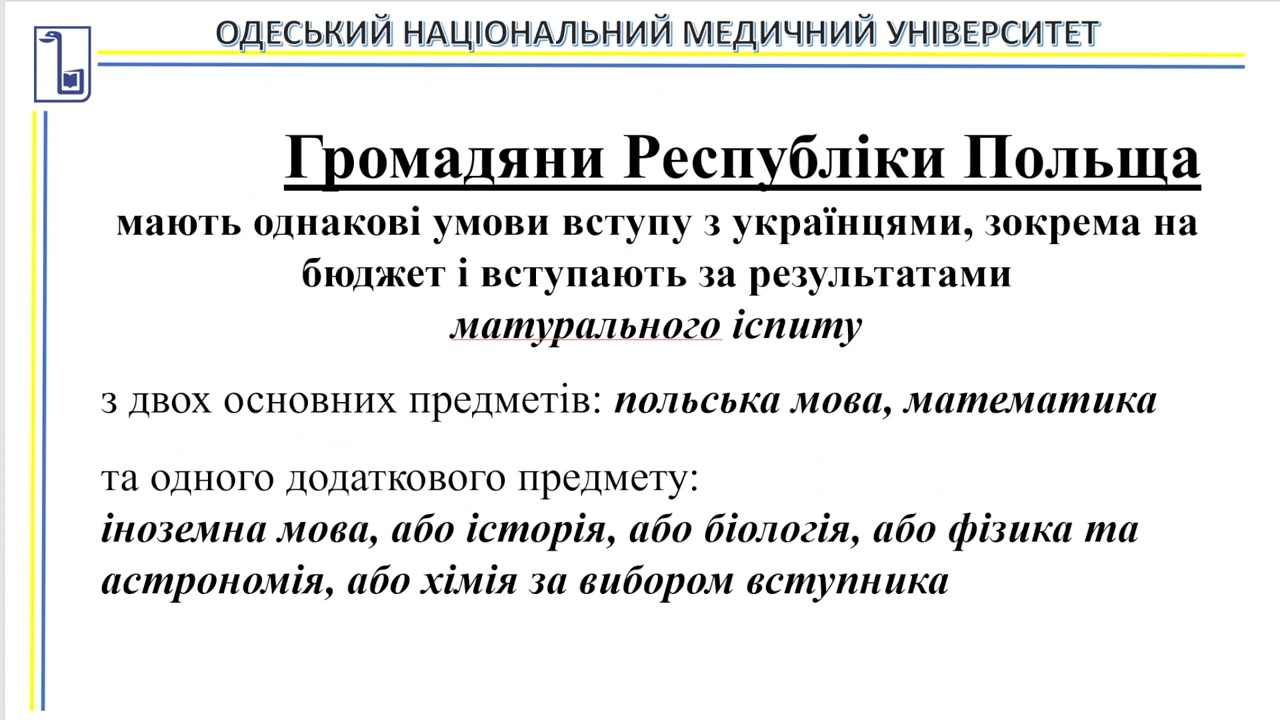 ОДЕСЬКИЙ НАЦІОНАЛЬНИЙ МЕДИЧНИЙ УНІВЕРСИТЕТ
Громадяни Республіки Польща
мають однакові умови вступу з українцями, зокрема на
бюджет і вступають за результатами
матурального іспиту
з двох основних предметів: польська мова, математика
та одного додаткового предмету:
іноземна мова, або історія, або біологія, або фізика та
астрономія, або хімія за вибором вступника